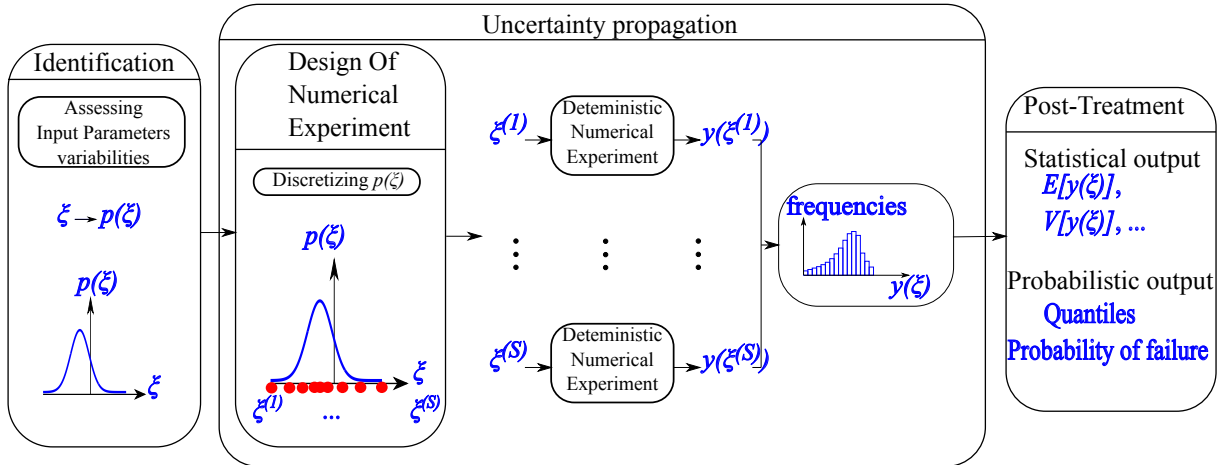 Identification
Assessing
Input Parameters
variabilities
ξ → p(ξ)
p(ξ)
ξ
Uncertainty propagation
Design Of
Numerical
Experiment
Discretizing p(ξ)
p(ξ)
ξ
ξ(1) ... ξ(S)
ξ(1)
Deteministic
Numerical
Experiment
y(ξ(1))
ξ(S)
Deteministic
Numerical
Experiment
y(ξ(S))
frequencies
y(ξ)
Post-Treatment
Statistical output
E[y(ξ)],
V[y(ξ)], ...
Probabilistic output
Quantiles
Probability of failure